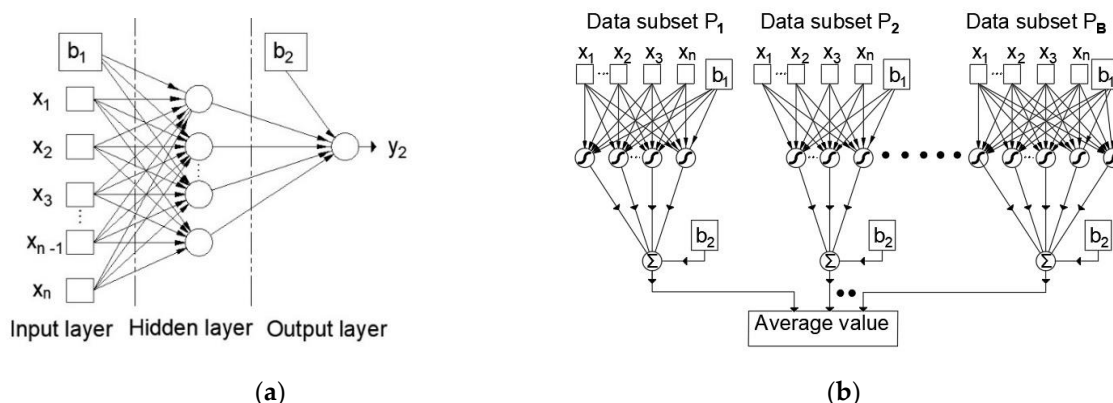 b1
b2
x1
x2
x3
xn-1
xn
y2
Input layer Hidden layer Output layer
(a)
Data subset P1 Data subset P2 Data subset PB
x1 ... x2 x3 xn b1 x1 ... x2 x3 b1 x1 ... x2 x3 xn b1
b2 b2 b2
Σ Σ Σ
Average value
(b)